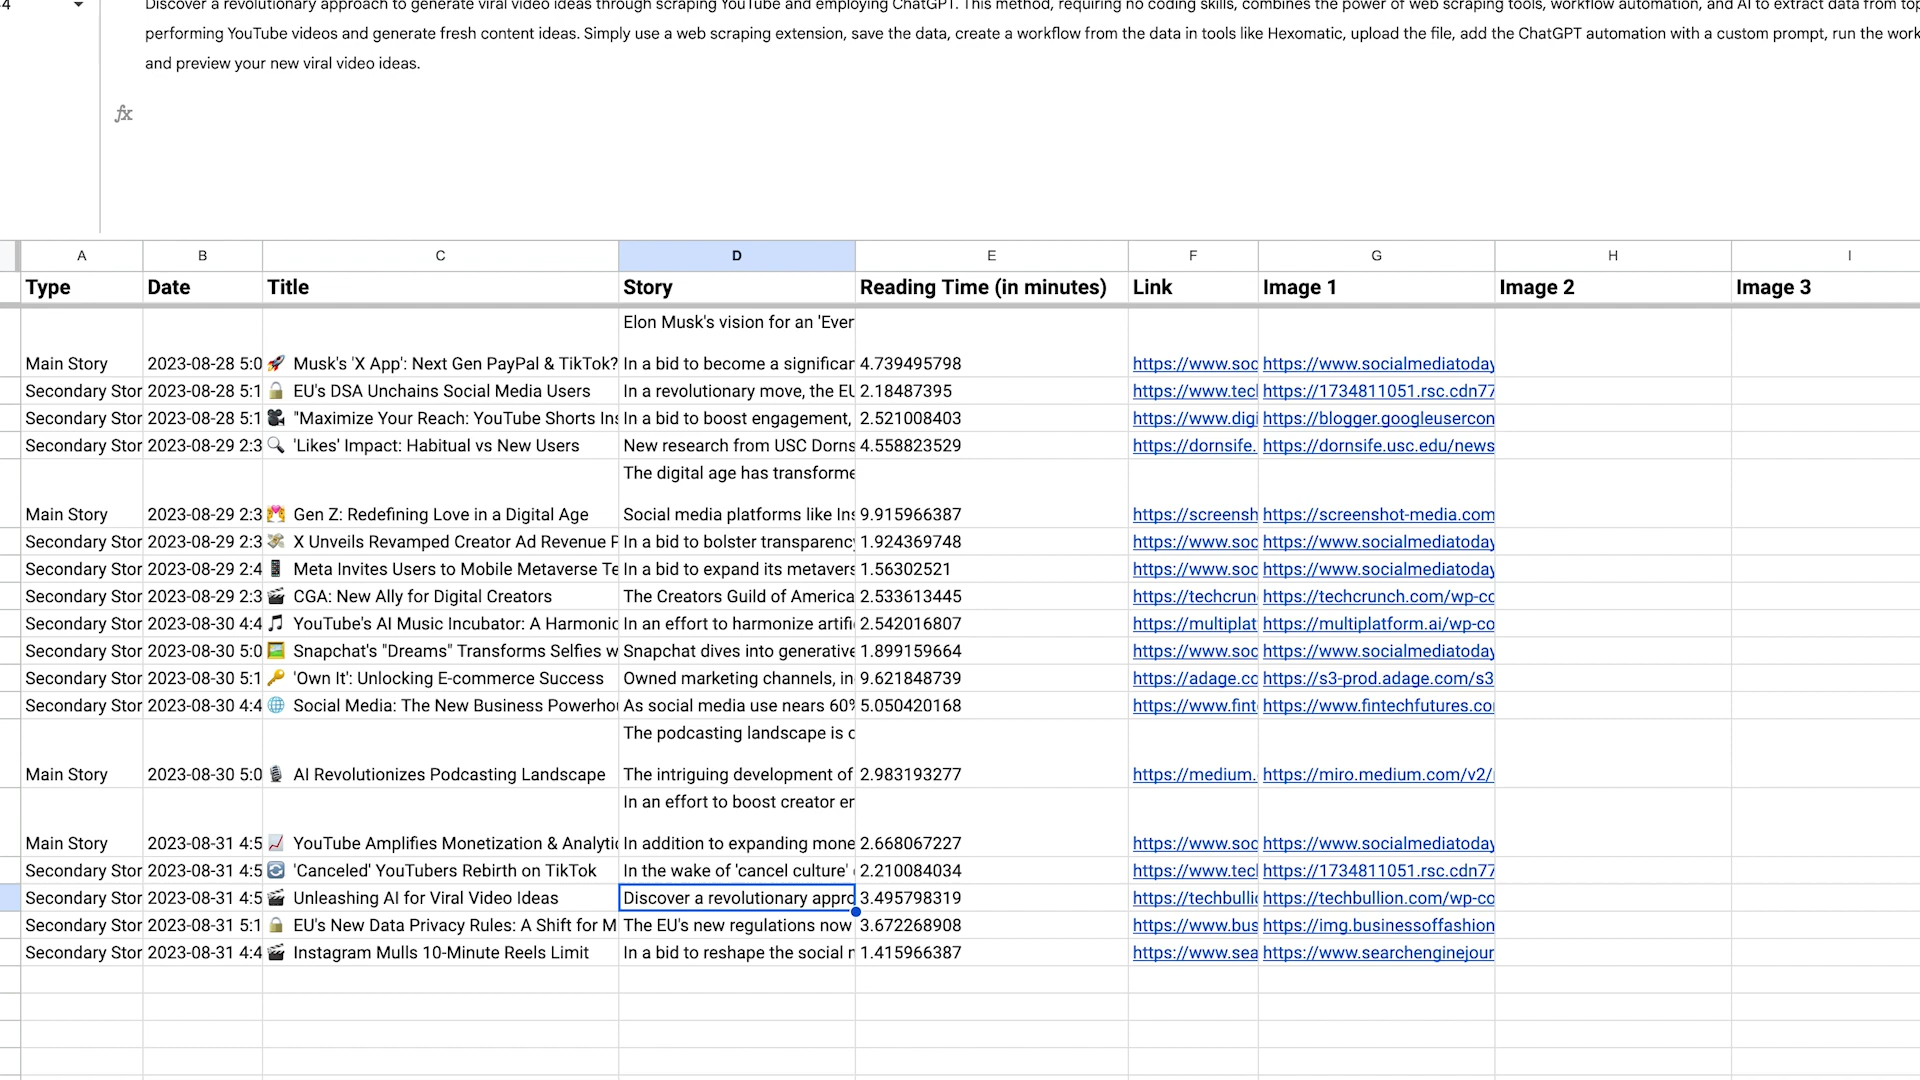 4
Discover a revolutionary approach to generate viral video ideas through scraping YouTube and employing ChatGPT. This method, requiring no coding skills, combines the power of web scraping tools, workflow automation, and AI to extract data from top
performing YouTube videos and generate fresh content ideas. Simply use a web scraping extension, save the data, create a workflow from the data in tools like Hexomatic, upload the file, add the ChatGPT automation with a custom prompt, run the work
and preview your new viral video ideas.
fx
A B C D E F G H I
Type Date Title Story Reading Time (in minutes) Link Image 1 Image 2 Image 3
Elon Musk's vision for an 'Ever
Main Story 2023-08-28 5:0 🚀 Musk's 'X App': Next Gen PayPal & TikTok? In a bid to become a significan 4.739495798 https://www.soc https://www.socialmediatoday
Secondary Stor 2023-08-28 5:1 🔒 EU's DSA Unchains Social Media Users In a revolutionary move, the EU 2.18487395 https://www.tec https://1734811051.rsc.cdn77
Secondary Stor 2023-08-28 5:1 🎥 "Maximize Your Reach: YouTube Shorts Ins In a bid to boost engagement, 2.521008403 https://www.digi https://blogger.googleusercon
Secondary Stor 2023-08-29 2:3 🔍 'Likes' Impact: Habitual vs New Users New research from USC Dorns 4.558823529 https://dornsife. https://dornsife.usc.edu/news
The digital age has transforme
Main Story 2023-08-29 2:3 💏 Gen Z: Redefining Love in a Digital Age Social media platforms like Ins 9.915966387 https://screensh https://screenshot-media.com
Secondary Stor 2023-08-29 2:3 💸 X Unveils Revamped Creator Ad Revenue P In a bid to bolster transparency 1.924369748 https://www.soc https://www.socialmediatoday
Secondary Stor 2023-08-29 2:4 📱 Meta Invites Users to Mobile Metaverse Te In a bid to expand its metavers 1.56302521 https://www.soc https://www.socialmediatoday
Secondary Stor 2023-08-29 2:3 🎬 CGA: New Ally for Digital Creators The Creators Guild of America 2.533613445 https://techcrun https://techcrunch.com/wp-co
Secondary Stor 2023-08-30 4:4 🎵 YouTube's AI Music Incubator: A Harmonic In an effort to harmonize artifi 2.542016807 https://multiplat https://multiplatform.ai/wp-co
Secondary Stor 2023-08-30 5:0 🖼️ Snapchat's "Dreams" Transforms Selfies w Snapchat dives into generative 1.899159664 https://www.soc https://www.socialmediatoday
Secondary Stor 2023-08-30 5:1 🔑 'Own It': Unlocking E-commerce Success Owned marketing channels, in 9.621848739 https://adage.co https://s3-prod.adage.com/s3
Secondary Stor 2023-08-30 4:4 🌐 Social Media: The New Business Powerhou As social media use nears 60% 5.050420168 https://www.fint https://www.fintechfutures.co
The podcasting landscape is c
Main Story 2023-08-30 5:0 🎙️ AI Revolutionizes Podcasting Landscape The intriguing development of 2.983193277 https://medium. https://miro.medium.com/v2/
In an effort to boost creator en
Main Story 2023-08-31 4:5 📈 YouTube Amplifies Monetization & Analytic In addition to expanding mone 2.668067227 https://www.soc https://www.socialmediatoday
Secondary Stor 2023-08-31 4:5 🔄 'Canceled' YouTubers Rebirth on TikTok In the wake of 'cancel culture' 2.210084034 https://www.tec https://1734811051.rsc.cdn77
Secondary Stor 2023-08-31 4:5 🎬 Unleashing AI for Viral Video Ideas Discover a revolutionary appro 3.495798319 https://techbullio https://techbullion.com/wp-co
Secondary Stor 2023-08-31 5:1 🔒 EU's New Data Privacy Rules: A Shift for M The EU's new regulations now 3.672268908 https://www.bus https://img.businessoffashion
Secondary Stor 2023-08-31 4:4 🎬 Instagram Mulls 10-Minute Reels Limit In a bid to reshape the social n 1.415966387 https://www.sea https://www.searchenginejour